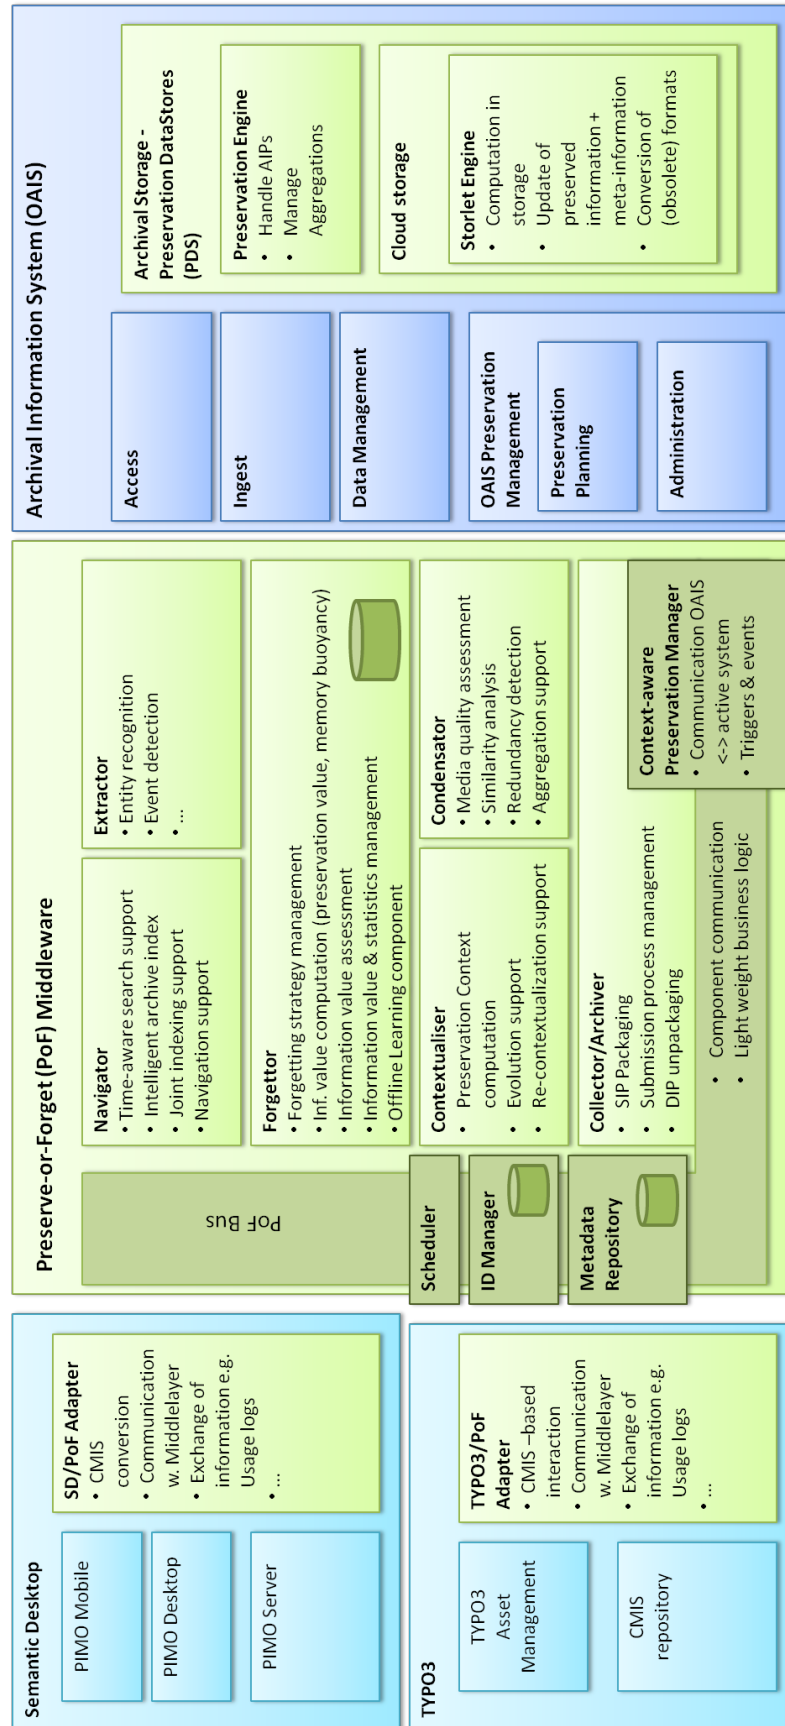 Semantic Desktop
PIMO Mobile
PIMO Desktop
PIMO Server
SD/PoF Adapter
• CMIS
conversion
• Communication
w. Middlelayer
• Exchange of
information e.g.
Usage logs
• ...
TYPO3
TYPO3
Asset
Management
CMIS
repository
TYPO3/PoF
Adapter
• CMIS –based
interaction
• Communication
w. Middlelayer
• Exchange of
information e.g.
Usage logs
• ...
Preserve-or-Forget (PoF) Middleware
PoF Bus
Scheduler
ID Manager
Metadata
Repository
Navigator
• Time-aware search support
• Intelligent archive index
• Joint indexing support
• Navigation support
Extractor
• Entity recognition
• Event detection
• ...
Forgettor
• Forgetting strategy management
• Inf. value computation (preservation value, memory buoyancy)
• Information value assessment
• Information value & statistics management
• Offline Learning component
Contextualiser
• Preservation Context
computation
• Evolution support
• Re-contextualization support
Condensator
• Media quality assessment
• Similarity analysis
• Redundancy detection
• Aggregation support
Collector/Archiver
• SIP Packaging
• Submission process management
• DIP unpackaging
• Component communication
• Light weight business logic
Context-aware
Preservation Manager
• Communication OAIS
<-> active system
• Triggers & events
Archival Information System (OAIS)
Access
Ingest
Data Management
OAIS Preservation
Management
Preservation
Planning
Administration
Archival Storage -
Preservation DataStores
(PDS)
Preservation Engine
• Handle AIPs
• Manage
Aggregations
Cloud storage
Storlet Engine
• Computation in
storage
• Update of
preserved
information +
meta-information
• Conversion of
(obsolete) formats